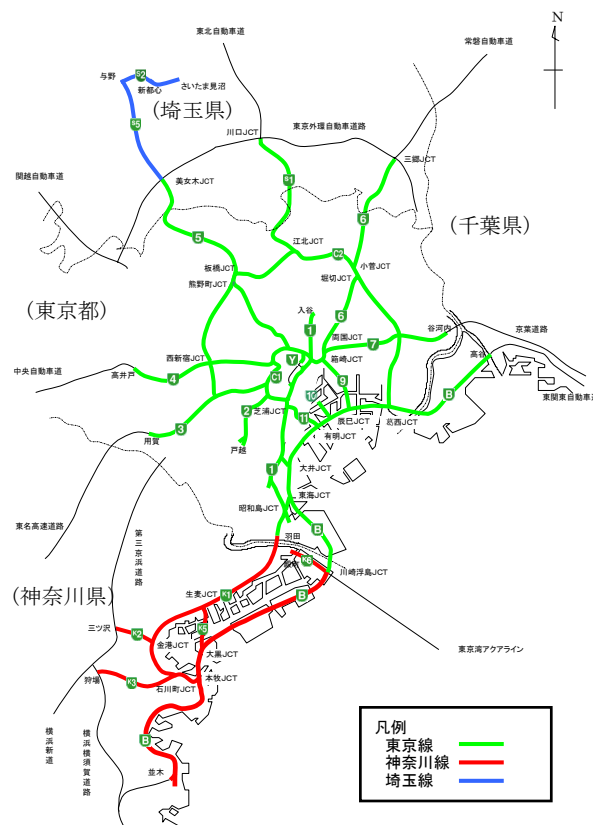 N
東北自動車道
常磐自動車道
与野
S2
新都心
さいたま見沼
(埼玉県)
S5
川口JCT
東京外理自動車道路
三郷JCT
関越自動車道
美女木JCT
S1
6
(千葉県)
5
江北JCT
C2
板橋JCT
小菅JCT
熊野町JCT
堀切JCT
(東京都)
入谷
1
6
両国JCT
7
谷河内
京葉道路
西新宿JCT
Y
箱崎JCT
高谷
中央自動車道
高井戸
4
C1
9
B
東関東自動車道
10
2
芝浦JCT
11
辰巳JCT
葛西JCT
3
有明JCT
用賀
戸越
大井JCT
1
東海JCT
昭和島JCT
東名高速道路
第三京浜道路
B
羽田
K6
川崎浮島JCT
(神奈川県)
生麦JCT
K1
B
三ツ沢
K2
K5
金港JCT
大黒JCT
東京湾アクアライン
狩場
K3
石川町JCT
本牧JCT
横浜新道
横浜横須賀道路
B
並木
凡例
東京線
神奈川線
埼玉線